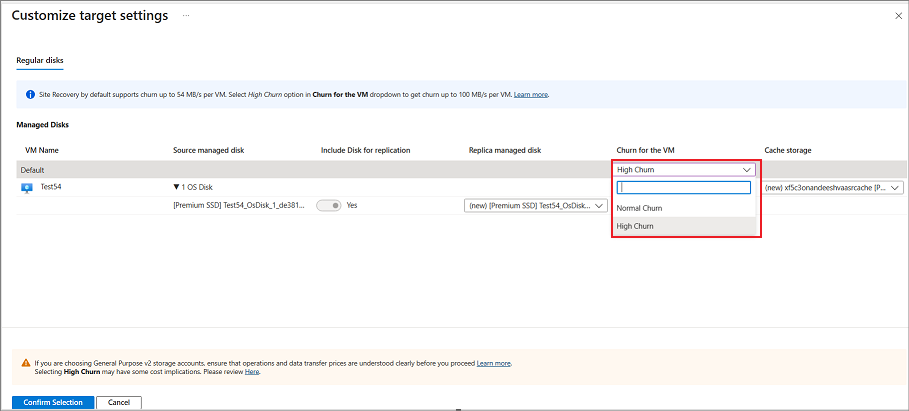 Customize target settings ...
Regular disks
Site Recovery by default supports churn up to 54 MB/s per VM. Select High Churn option in Churn for the VM dropdown to get churn up to 100 MB/s per VM. Learn more.
Managed Disks
VM Name Source managed disk Include Disk for replication Replica managed disk Churn for the VM Cache storage
Default High Churn
Test54 1 OS Disk (new) xf5c3onandeeshvaasrcache [P...
Normal Churn
[Premium SSD] Test54_OsDisk_1_de381... Yes (new) [Premium SSD] Test54_OsDisk...
High Churn
If you are choosing General Purpose v2 storage accounts, ensure that operations and data transfer prices are understood clearly before you proceed Learn more.
Selecting High Churn may have some cost implications. Please review Here.
Confirm Selection Cancel